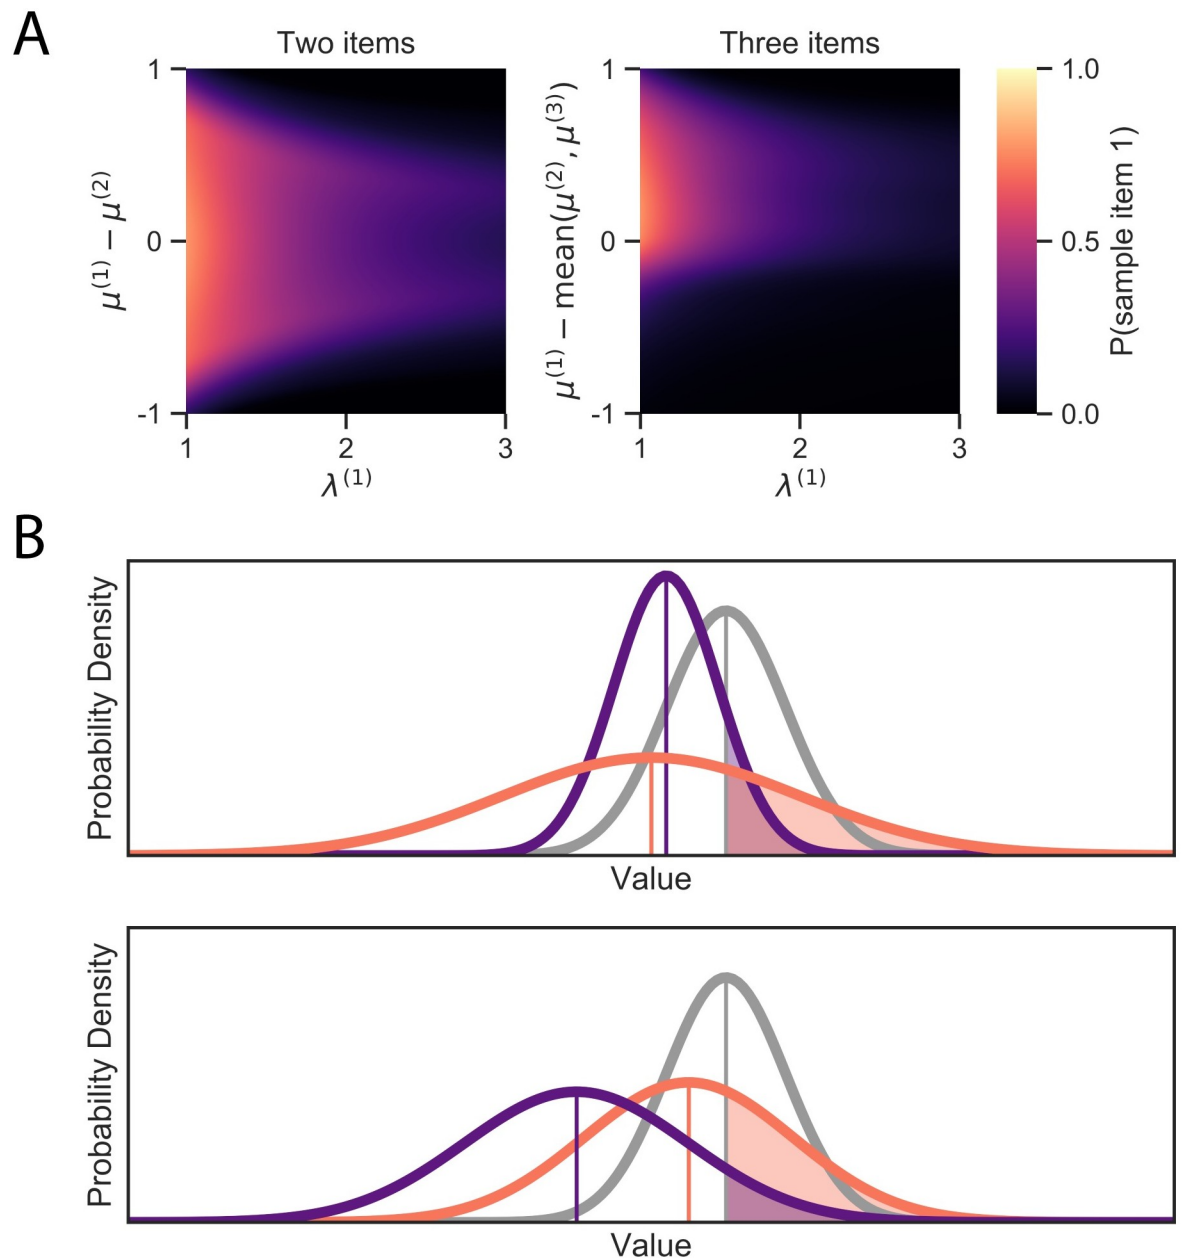 A
Two items
Three items
1
0
-1
μ(1) − μ(2)
1
2
3
λ(1)
1
0
-1
μ(1) − mean(μ(2), μ(3))
1
2
3
λ(1)
1.0
0.5
0.0
P(sample item 1)
B
Probability Density
Value
Probability Density
Value